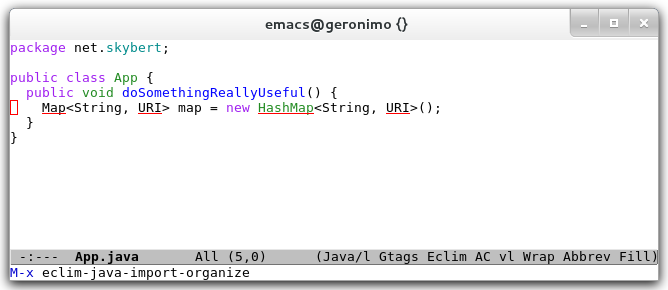 emacs@geronimo {}
package net.skybert;
public class App {
  public void doSomethingReallyUseful() {
    Map<String, URI> map = new HashMap<String, URI>();
  }
}
-:---  App.java       All (5,0)      (Java/l Gtags Eclim AC vl Wrap Abbrev Fill)
M-x eclim-java-import-organize